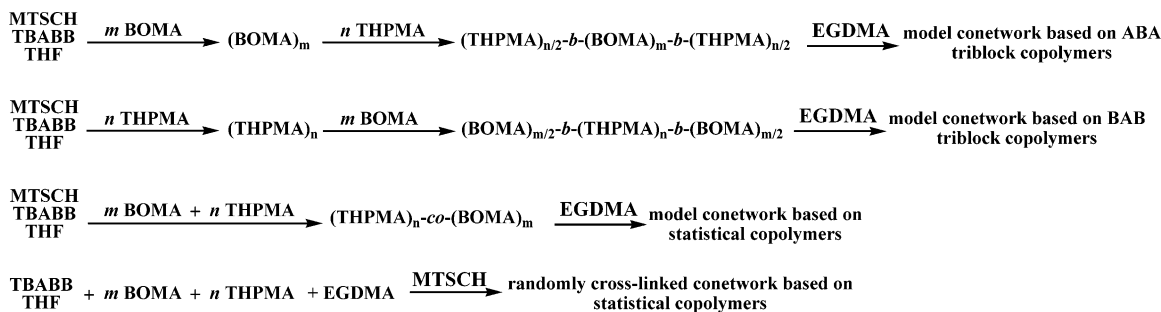 MTSCH
TBABB
THF
m BOMA
(BOMA)m
n THPMA
(THPMA)n/2-b-(BOMA)m-b-(THPMA)n/2
EGDMA
model conetwork based on ABA
triblock copolymers
MTSCH
TBABB
THF
n THPMA
(THPMA)n
m BOMA
(BOMA)m/2-b-(THPMA)n-b-(BOMA)m/2
EGDMA
model conetwork based on BAB
triblock copolymers
MTSCH
TBABB
THF
m BOMA + n THPMA
(THPMA)n-co-(BOMA)m
EGDMA
model conetwork based on
statistical copolymers
TBABB
THF
+ m BOMA + n THPMA + EGDMA
MTSCH
randomly cross-linked conetwork based on
statistical copolymers